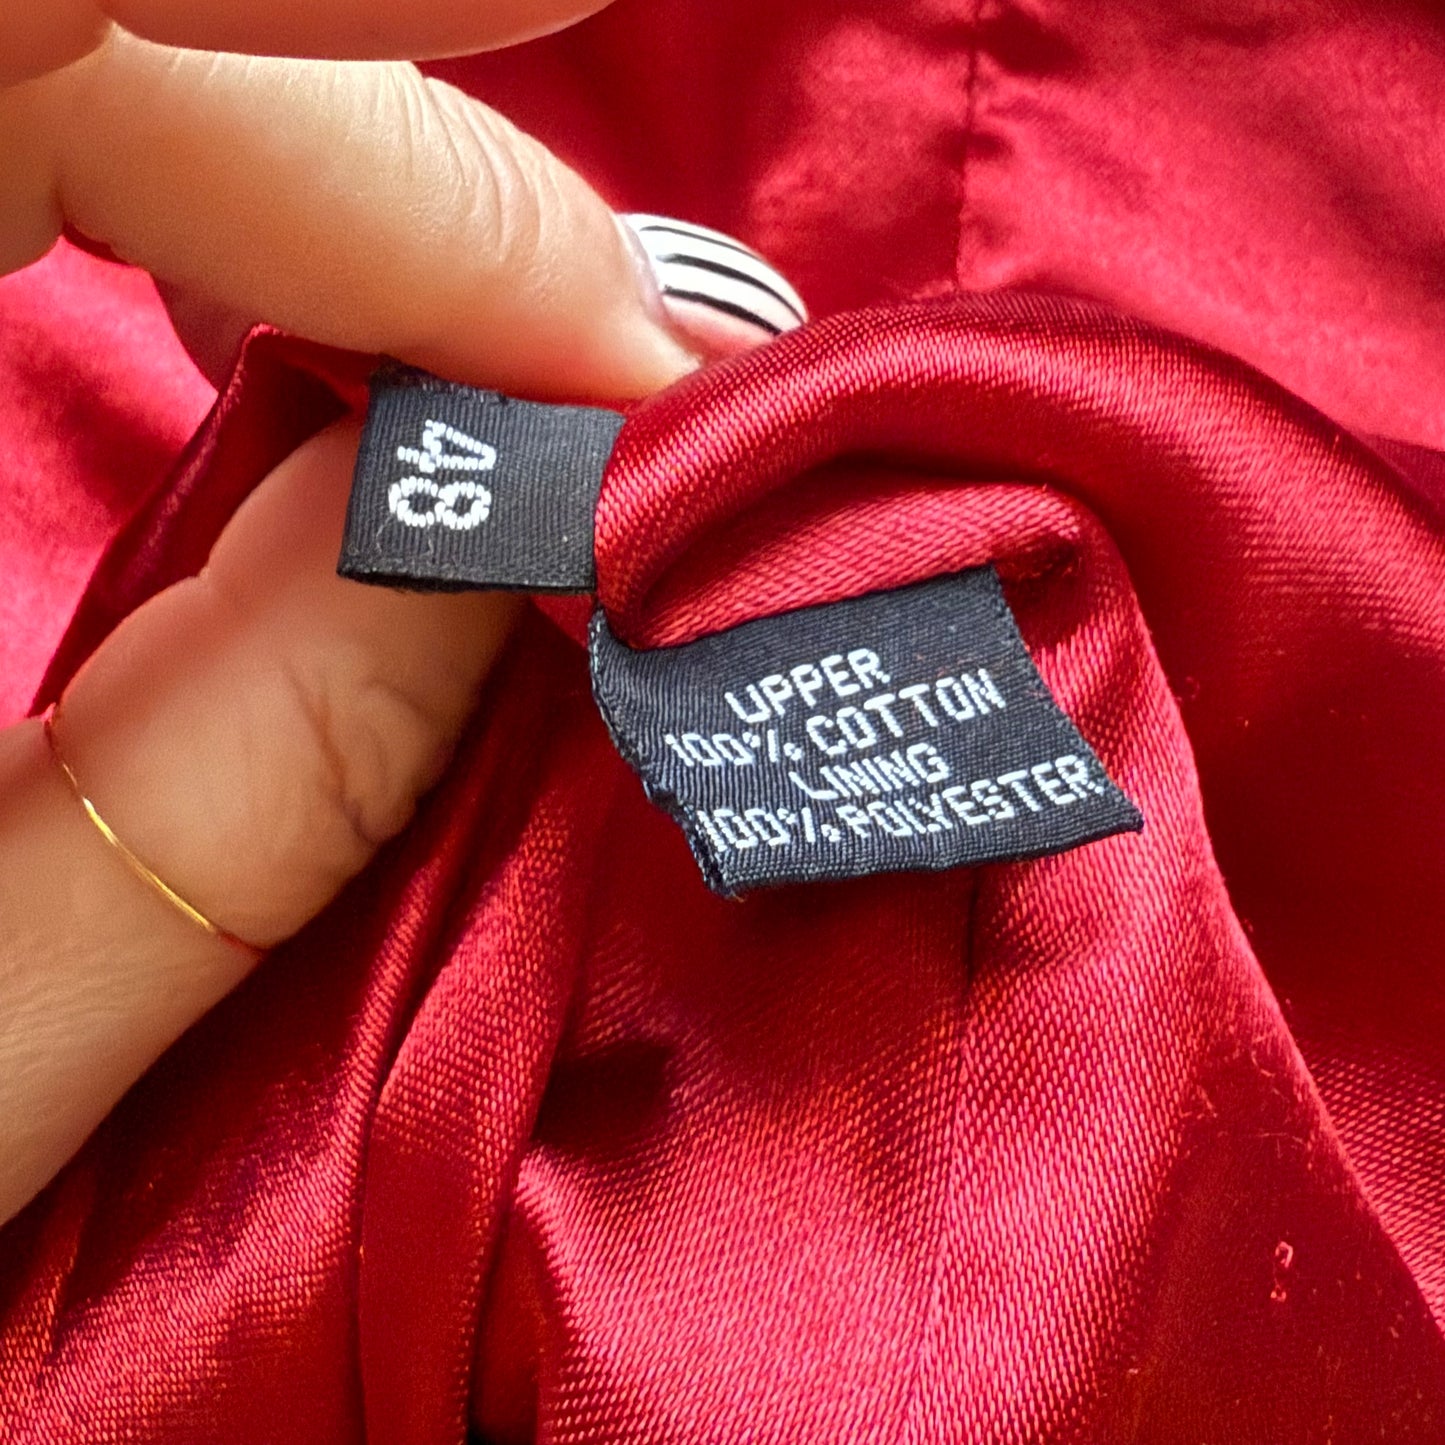 48
UPPER
100% COTTON
LINING
100% POLYESTER